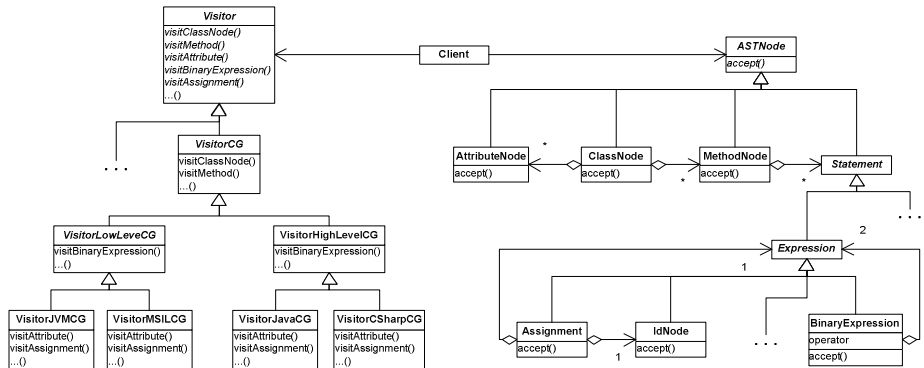 Visitor
visitClassNode()
visitMethod()
visitAttribute()
visitBinaryExpression()
visitAssignment()
...()
Client
ASTNode
accept()
VisitorCG
visitClassNode()
visitMethod()
...()
. . .
AttributeNode
accept()
*
ClassNode
accept()
*
MethodNode
accept()
*
Statement
VisitorLowLeveCG
visitBinaryExpression()
...()
VisitorHighLevelCG
visitBinaryExpression()
...()
. . .
2
Expression
1
VisitorJVMCG
visitAttribute()
visitAssignment()
...()
VisitorMSILCG
visitAttribute()
visitAssignment()
...()
VisitorJavaCG
visitAttribute()
visitAssignment()
...()
VisitorCSharpCG
visitAttribute()
visitAssignment()
...()
Assignment
accept()
1
IdNode
accept()
. . .
BinaryExpression
operator
accept()